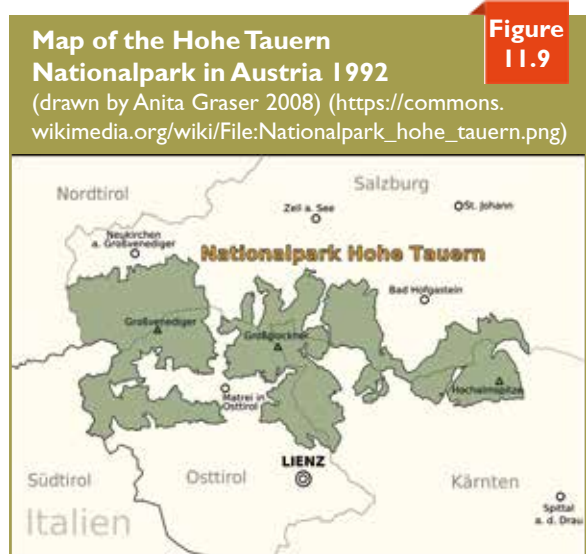 Figure
11.9
Map of the Hohe Tauern
Nationalpark in Austria 1992
(drawn by Anita Graser 2008) (https://commons.
wikimedia.org/wiki/File:Nationalpark_hohe_tauern.png)
Nordtirol
Salzburg
Zell a. See
St. Johann
Neukirchen
a. Großvenediger
Nationalpark Hohe Tauern
Bad Hofgastein
Großvenediger
Großglockner
Hochalmspitze
Matrei in
Osttirol
LIENZ
Südtirol
Osttirol
Kärnten
Italien
Spittal
a. d. Drau